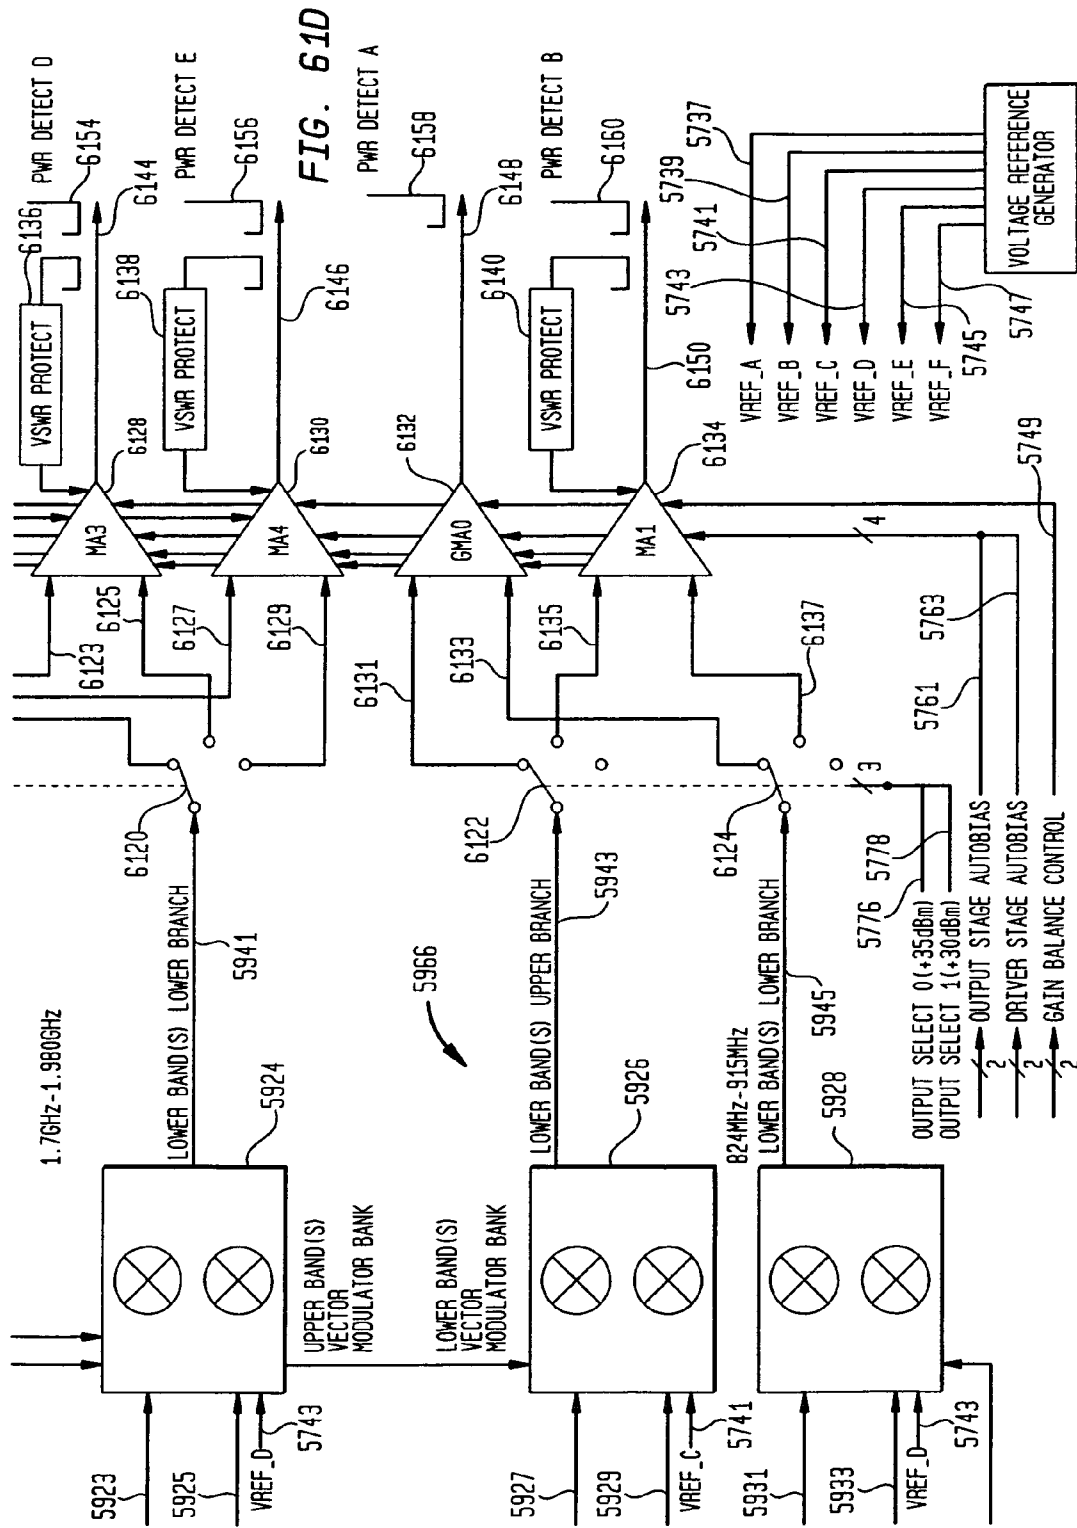 PWR DETECT D
6154
6136
6144
VSWR PROTECT
6128
MA3
PWR DETECT E
6156
6138
6146
VSWR PROTECT
6130
MA4
FIG. 61D
PWR DETECT A
6158
6148
6132
GMA0
PWR DETECT B
6160
6140
6150
VSWR PROTECT
6134
MA1
5737
5739
5741
5743
5745
5747
VREF_A
VREF_B
VREF_C
VREF_D
VREF_E
VREF_F
VOLTAGE REFERENCE
GENERATOR
6123
6125
6127
6129
6131
6133
6135
6137
4
5749
5763
5761
6120
6122
6124
3
5776
5778
1.7GHz-1.980GHz
LOWER BAND(S) LOWER BRANCH
5941
5966
LOWER BAND(S) UPPER BRANCH
5943
824MHz-915MHz
LOWER BAND(S) LOWER BRANCH
5945
OUTPUT SELECT 0(+35dBm)
OUTPUT SELECT 1(+30dBm)
OUTPUT STAGE AUTOBIAS
2
DRIVER STAGE AUTOBIAS
2
GAIN BALANCE CONTROL
2
5924
5926
5928
UPPER BAND(S)
VECTOR
MODULATOR BANK
LOWER BAND(S)
VECTOR
MODULATOR BANK
5923
5925
VREF_D
5743
5927
5929
VREF_C
5741
5931
5933
VREF_D
5743